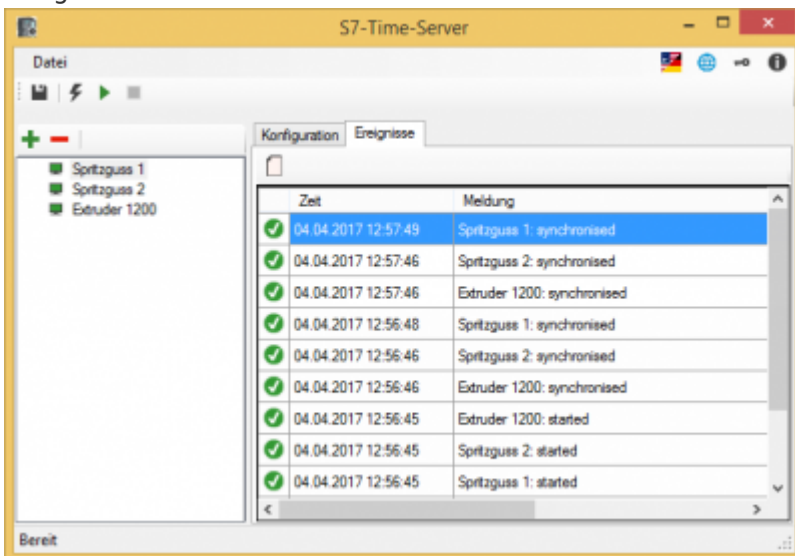 S7-Time-Server
Datei
Konfiguration Ereignisse
Spritzguss 1
Spritzguss 2
Extruder 1200
Zeit Meldung
04.04.2017 12:57:49 Spritzguss 1: synchronised
04.04.2017 12:57:46 Spritzguss 2: synchronised
04.04.2017 12:57:46 Extruder 1200: synchronised
04.04.2017 12:56:48 Spritzguss 1: synchronised
04.04.2017 12:56:46 Spritzguss 2: synchronised
04.04.2017 12:56:46 Extruder 1200: synchronised
04.04.2017 12:56:45 Extruder 1200: started
04.04.2017 12:56:45 Spritzguss 2: started
04.04.2017 12:56:45 Spritzguss 1: started
Bereit